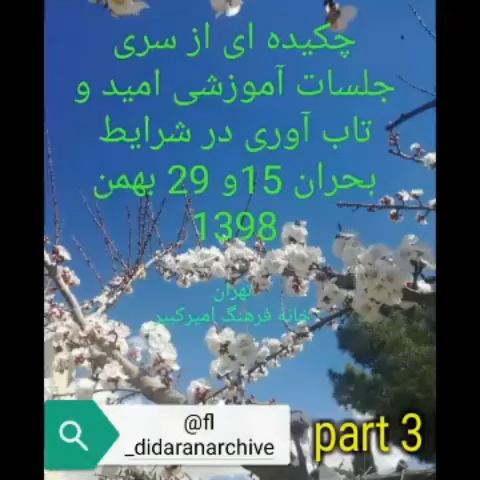 چکیده ای از سری
جلسات آموزشی امید و
تاب آوری در شرایط
بحران 15و 29 بهمن
1398
تهران
خانه فرهنگ امیرکبیر
@fl
_didaranarchive
part 3